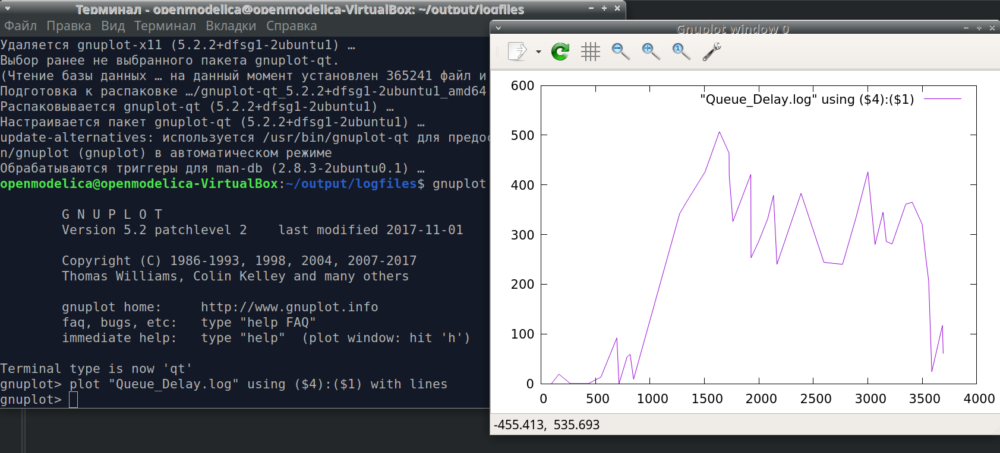 Терминал - openmodelica@openmodelica-VirtualBox: ~/output/logfiles
Файл Правка Вид Терминал Вкладки Справка
Удаляется gnuplot-x11 (5.2.2+dfsg1-2ubuntu1) …
Выбор ранее не выбранного пакета gnuplot-qt.
(Чтение базы данных … на данный момент установлен 365241 файл и
Подготовка к распаковке …/gnuplot-qt_5.2.2+dfsg1-2ubuntu1_amd64
Распаковывается gnuplot-qt (5.2.2+dfsg1-2ubuntu1) …
Настраивается пакет gnuplot-qt (5.2.2+dfsg1-2ubuntu1) …
update-alternatives: используется /usr/bin/gnuplot-qt для предо
n/gnuplot (gnuplot) в автоматическом режиме
Обрабатываются триггеры для man-db (2.8.3-2ubuntu0.1) …
openmodelica@openmodelica-VirtualBox:~/output/logfiles$ gnuplot
G N U P L O T
Version 5.2 patchlevel 2    last modified 2017-11-01
Copyright (C) 1986-1993, 1998, 2004, 2007-2017
Thomas Williams, Colin Kelley and many others
gnuplot home:     http://www.gnuplot.info
faq, bugs, etc:   type "help FAQ"
immediate help:   type "help"  (plot window: hit 'h')
Terminal type is now 'qt'
gnuplot> plot "Queue_Delay.log" using ($4):($1) with lines
gnuplot>
Gnuplot window 0
1
"Queue_Delay.log" using ($4):($1)
600
500
400
300
200
100
0
0 500 1000 1500 2000 2500 3000 3500 4000
-455.413, 535.693